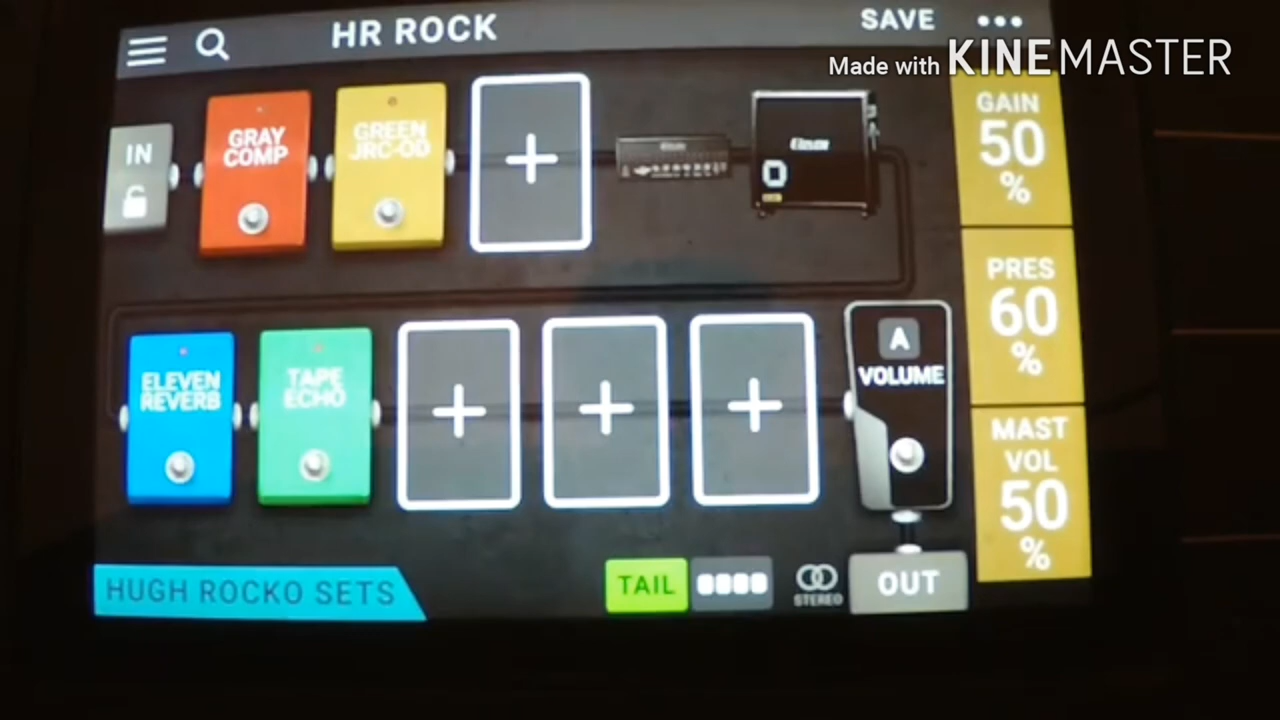 HR ROCK
SAVE
Made with KINEMASTER
IN
GRAY
COMP
GREEN
JRC-OD
GAIN
50
%
PRES
60
%
MAST
VOL
50
%
ELEVEN
REVERB
TAPE
ECHO
A
VOLUME
HUGH ROCKO SETS
TAIL
STEREO
OUT